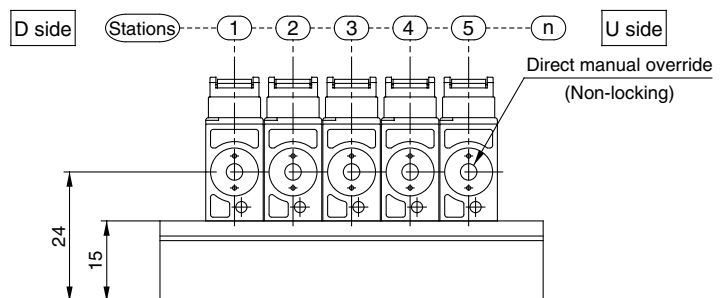 D side
Stations
1
2
3
4
5
n
U side
Direct manual override
(Non-locking)
24
15